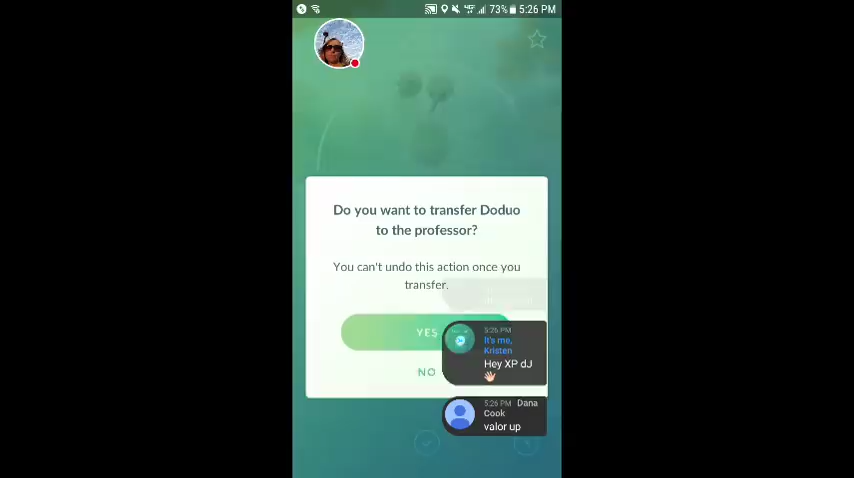 73% 5:26 PM
Do you want to transfer Doduo
to the professor?
You can't undo this action once you
transfer.
YES
NO
5:26 PM
It's me,
Kristen
Hey XP dJ
5:26 PM Dana
Cook
valor up